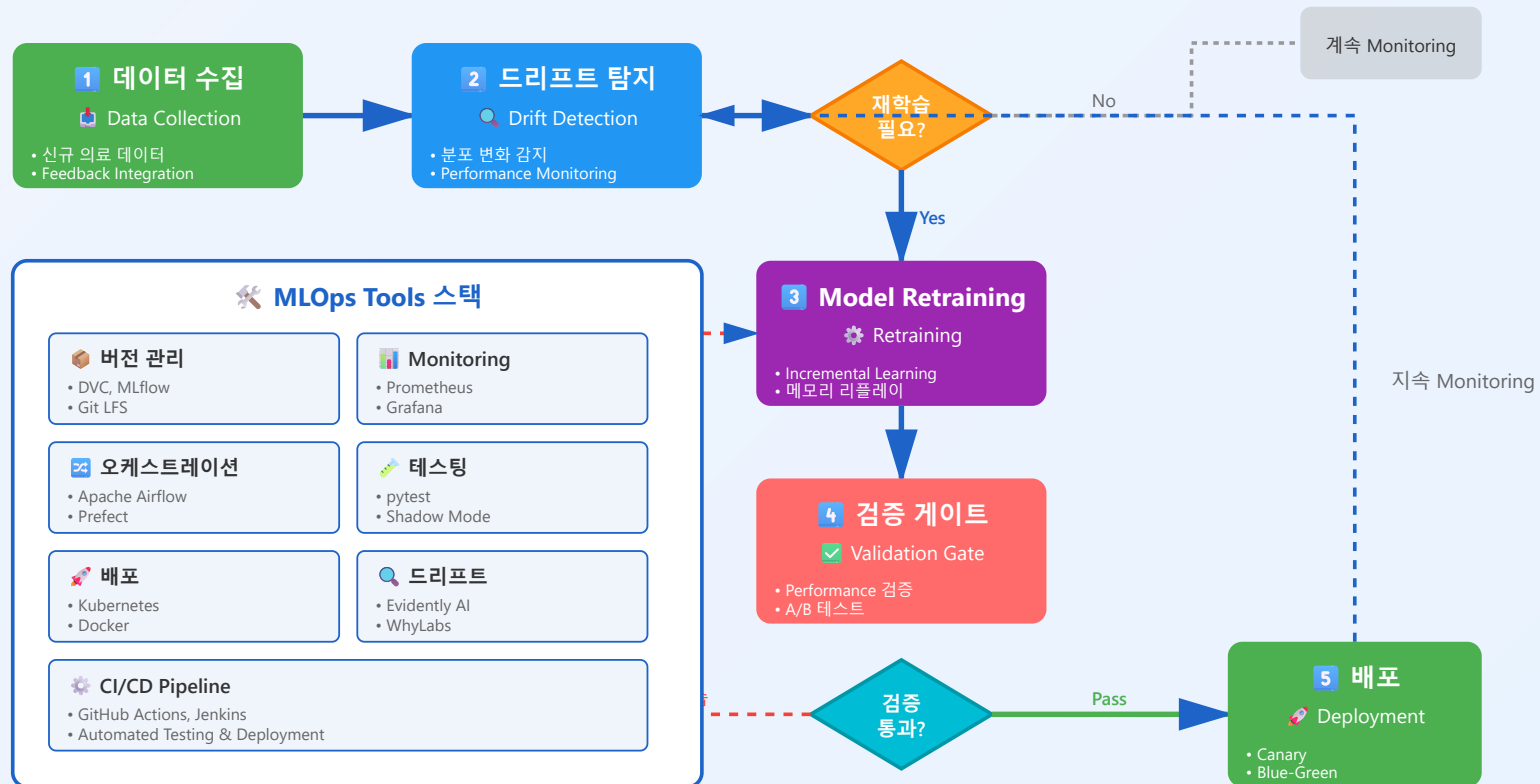 1 데이터 수집
Data Collection
• 신규 의료 데이터
• Feedback Integration
2 드리프트 탐지
Drift Detection
• 분포 변화 감지
• Performance Monitoring
재학습
필요?
No
계속 Monitoring
Yes
3 Model Retraining
Retraining
• Incremental Learning
• 메모리 리플레이
지속 Monitoring
4 검증 게이트
Validation Gate
• Performance 검증
• A/B 테스트
검증
통과?
Pass
5 배포
Deployment
• Canary
• Blue-Green
MLOps Tools 스택
버전 관리
• DVC, MLflow
• Git LFS
Monitoring
• Prometheus
• Grafana
오케스트레이션
• Apache Airflow
• Prefect
테스팅
• pytest
• Shadow Mode
배포
• Kubernetes
• Docker
드리프트
• Evidently AI
• WhyLabs
CI/CD Pipeline
• GitHub Actions, Jenkins
• Automated Testing & Deployment